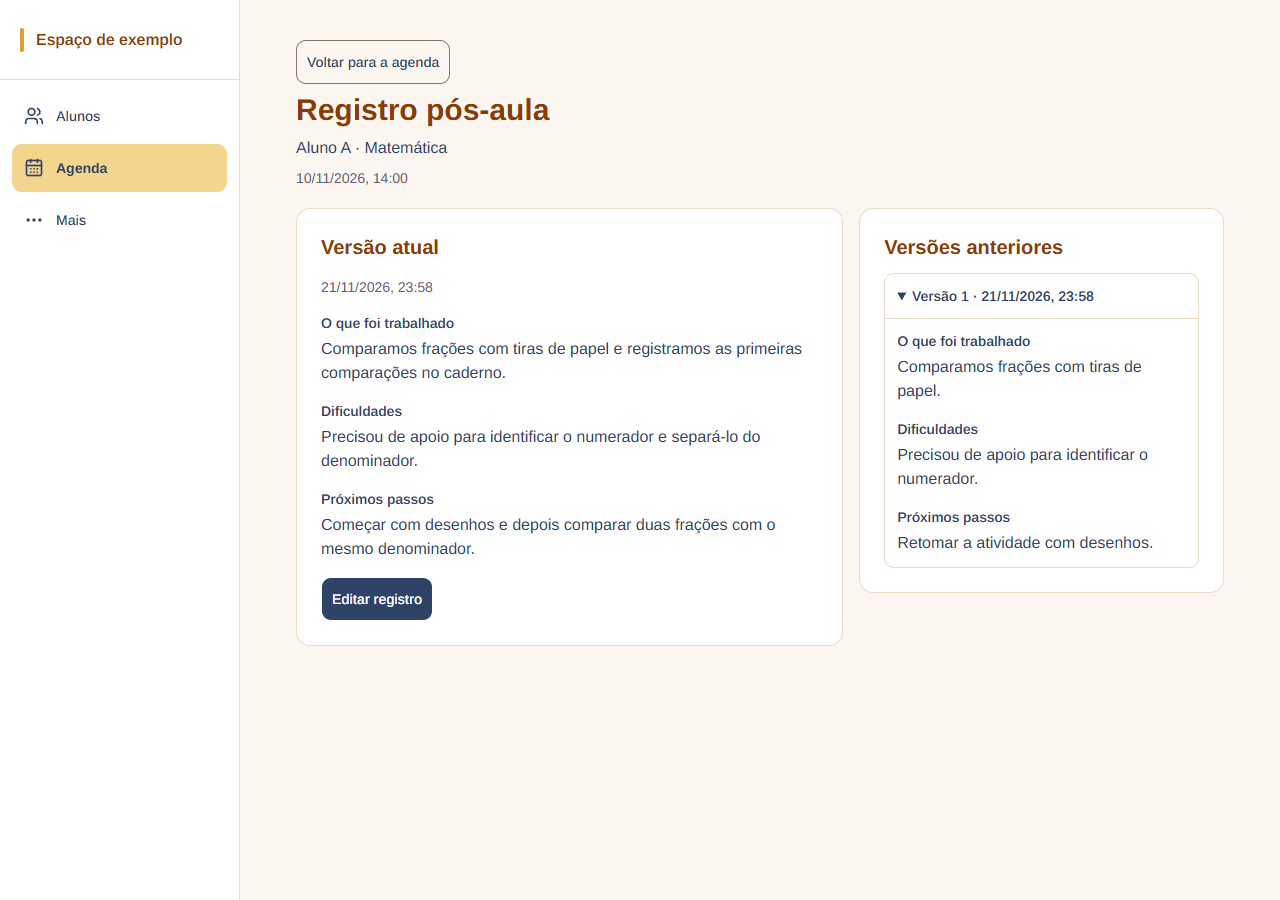 Espaço de exemplo
Alunos
Agenda
Mais
Voltar para a agenda
Registro pós-aula
Aluno A · Matemática
10/11/2026, 14:00
Versão atual
21/11/2026, 23:58
O que foi trabalhado
Comparamos frações com tiras de papel e registramos as primeiras
comparações no caderno.
Dificuldades
Precisou de apoio para identificar o numerador e separá-lo do
denominador.
Próximos passos
Começar com desenhos e depois comparar duas frações com o
mesmo denominador.
Editar registro
Versões anteriores
Versão 1 · 21/11/2026, 23:58
O que foi trabalhado
Comparamos frações com tiras de
papel.
Dificuldades
Precisou de apoio para identificar o
numerador.
Próximos passos
Retomar a atividade com desenhos.